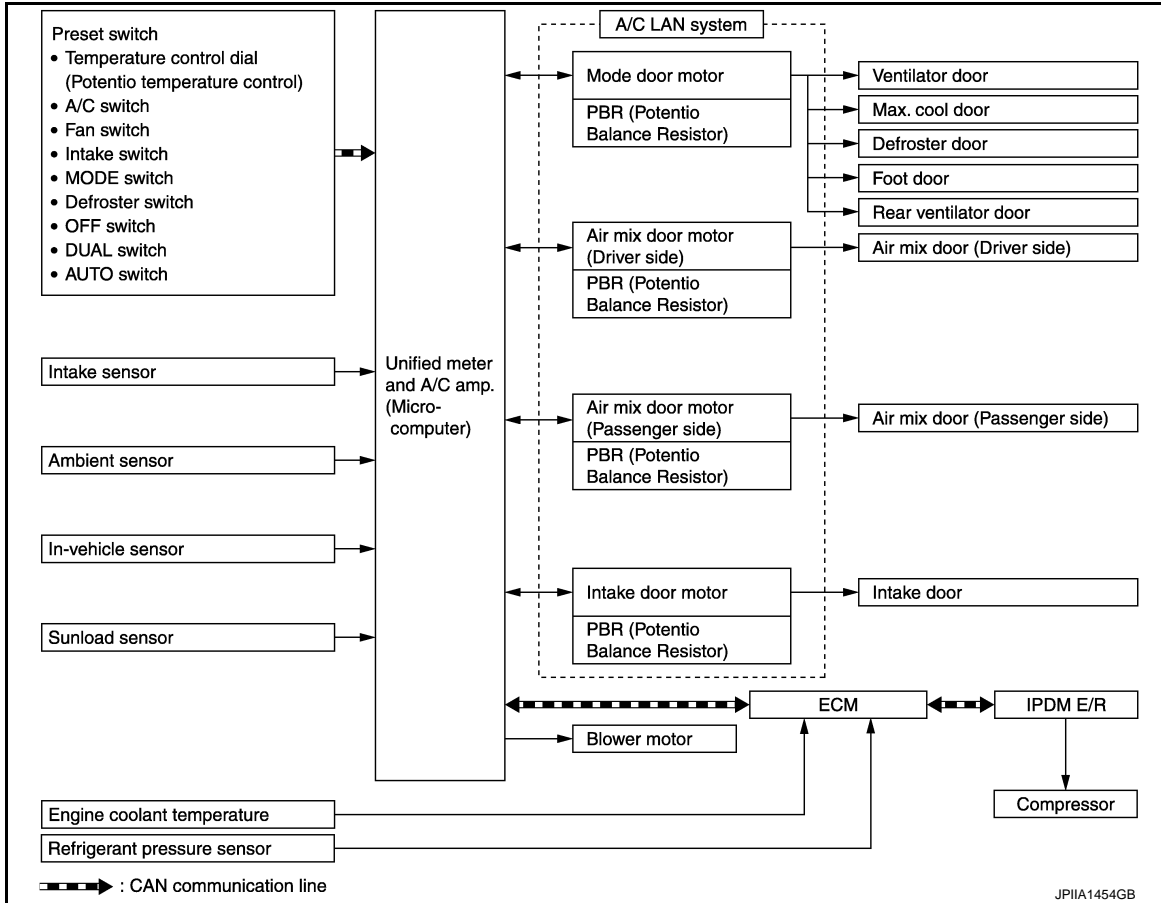 A/C LAN system
Preset switch
• Temperature control dial
(Potentio temperature control)
• A/C switch
• Fan switch
• Intake switch
• MODE switch
• Defroster switch
• OFF switch
• DUAL switch
• AUTO switch
Intake sensor
Ambient sensor
In-vehicle sensor
Sunload sensor
Unified meter
and A/C amp.
(Micro-
computer)
Mode door motor
PBR (Potentio
Balance Resistor)
Ventilator door
Max. cool door
Defroster door
Foot door
Rear ventilator door
Air mix door motor
(Driver side)
PBR (Potentio
Balance Resistor)
Air mix door (Driver side)
Air mix door motor
(Passenger side)
PBR (Potentio
Balance Resistor)
Air mix door (Passenger side)
Intake door motor
PBR (Potentio
Balance Resistor)
Intake door
ECM
IPDM E/R
Blower motor
Compressor
Engine coolant temperature
Refrigerant pressure sensor
: CAN communication line
JPIIA1454GB